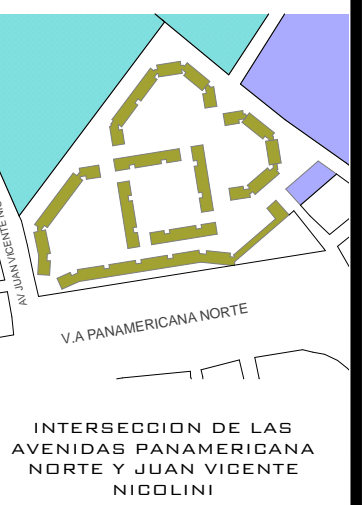 AV JUAN VICENTE
V.A PANAMERICANA NORTE
INTERSECCION DE LAS
AVENIDAS PANAMERICANA
NORTE Y JUAN VICENTE
NICOLINI